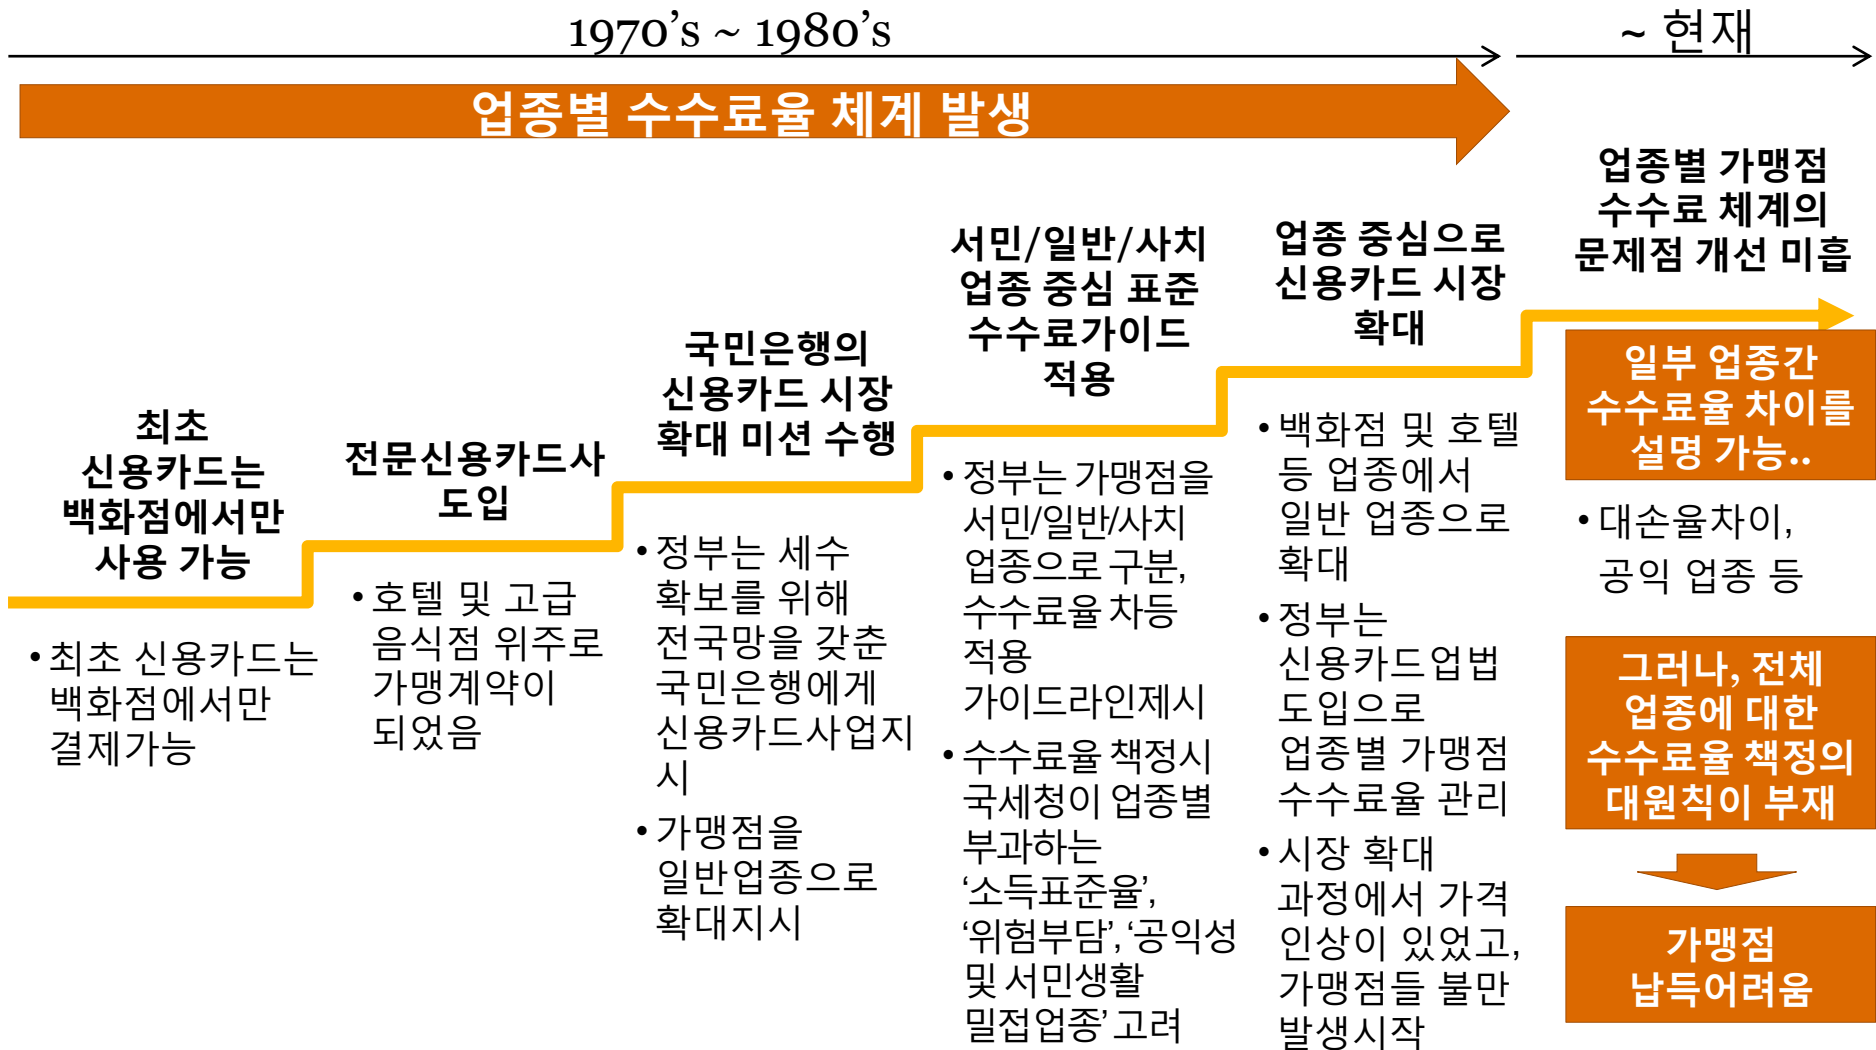 1970’s ~ 1980’s
~ 현재
업종별 수수료율 체계 발생
최초
신용카드는
백화점에서만
사용 가능
• 최초 신용카드는
백화점에서만
결제가능
전문신용카드사
도입
• 호텔 및 고급
음식점 위주로
가맹계약이
되었음
국민은행의
신용카드 시장
확대 미션 수행
• 정부는 세수
확보를 위해
전국망을 갖춘
국민은행에게
신용카드사업지
시
• 가맹점을
일반업종으로
확대지시
서민/일반/사치
업종 중심 표준
수수료가이드
적용
• 정부는 가맹점을
서민/일반/사치
업종으로 구분,
수수료율 차등
적용
가이드라인제시
• 수수료율 책정시
국세청이 업종별
부과하는
‘소득표준율’,
‘위험부담’, ‘공익성
및 서민생활
밀접업종’ 고려
업종 중심으로
신용카드 시장
확대
• 백화점 및 호텔
등 업종에서
일반 업종으로
확대
• 정부는
신용카드업법
도입으로
업종별 가맹점
수수료율 관리
• 시장 확대
과정에서 가격
인상이 있었고,
가맹점들 불만
발생시작
업종별 가맹점
수수료 체계의
문제점 개선 미흡
일부 업종간
수수료율 차이를
설명 가능..
• 대손율차이,
공익 업종 등
그러나, 전체
업종에 대한
수수료율 책정의
대원칙이 부재
가맹점
납득어려움